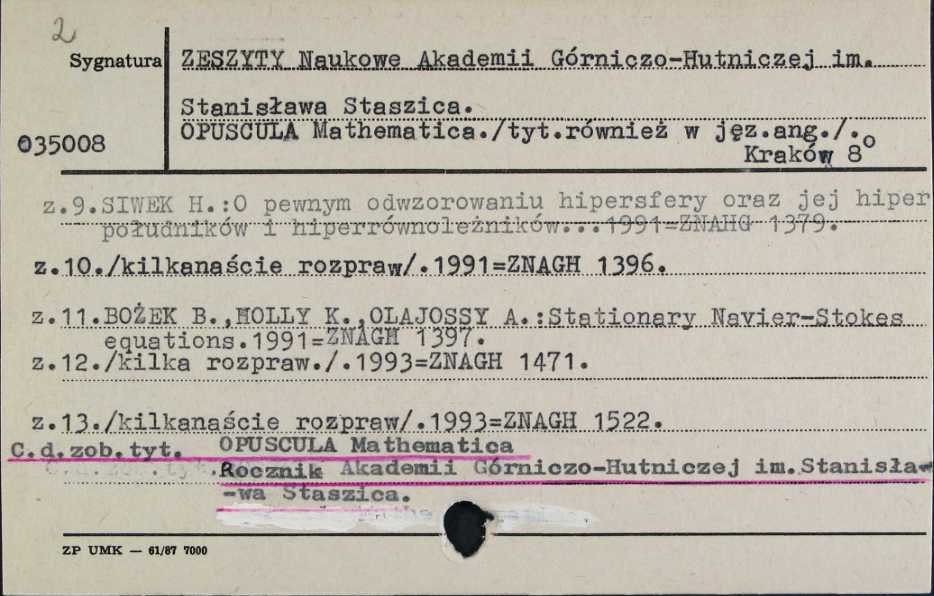 2
Sygnatura
ZESZYTY Naukowe Akademii Górniczo-Hutniczej im.
Stanisława Staszica.
OPUSCULA Mathematica./tyt.również w jęz.ang./.
035008
Kraków 8°
z.9.SIWEK H.:O pewnym odwzorowaniu hipersfery oraz jej hiper
południków i hiperrównoleżników...1991=ZNAHG 1379.
z.10./kilkanaście rozpraw/.1991=ZNAGH 1396.
z.11.BOŻEK B.,HOLLY K.,OLAJOSSY A.:Stationary Navier-Stokes
equations.1991=ZNAGH 1397.
z.12./kilka rozpraw./.1993=ZNAGH 1471.
z.13./kilkanaście rozpraw/.1993=ZNAGH 1522.
C.d.zob.tyt. OPUSCULA Mathematica
Rocznik Akademii Górniczo-Hutniczej im.Stanisła-
-wa Staszica.
ZP UMK — 61/87 7000